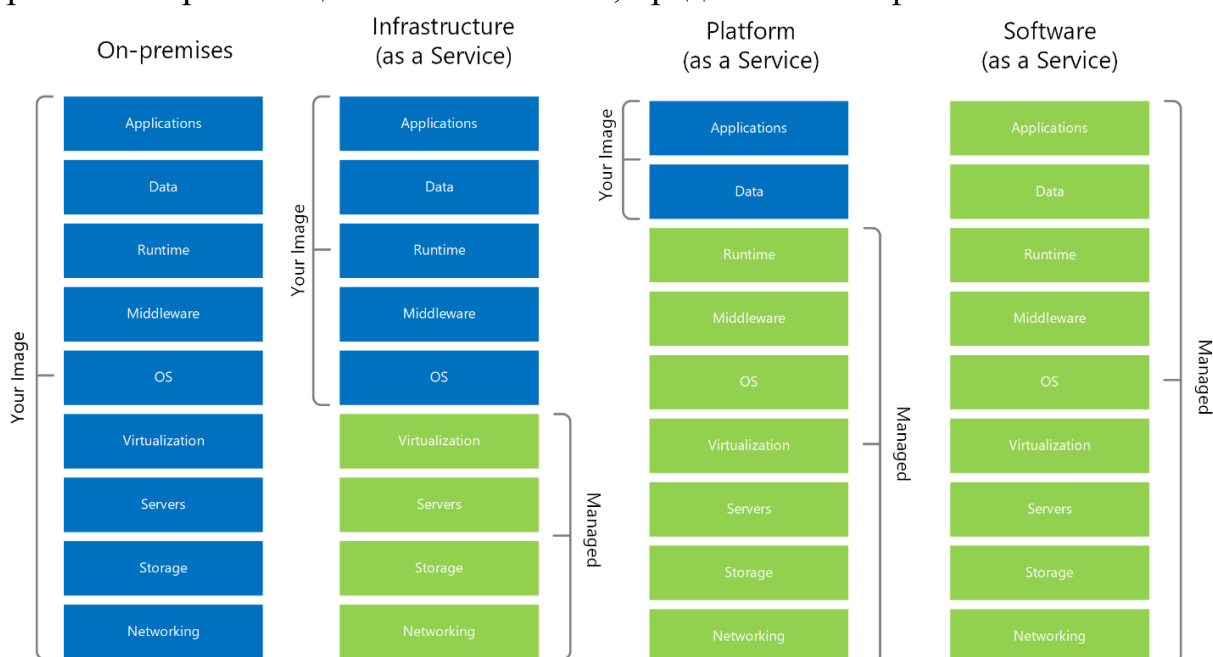 On-premises
Infrastructure
(as a Service)
Platform
(as a Service)
Software
(as a Service)
Your Image
Applications
Data
Runtime
Middleware
OS
Virtualization
Servers
Storage
Networking
Your Image
Applications
Data
Runtime
Middleware
OS
Virtualization
Servers
Storage
Networking
Managed
Your Image
Applications
Data
Runtime
Middleware
OS
Virtualization
Servers
Storage
Networking
Managed
Applications
Data
Runtime
Middleware
OS
Virtualization
Servers
Storage
Networking
Managed